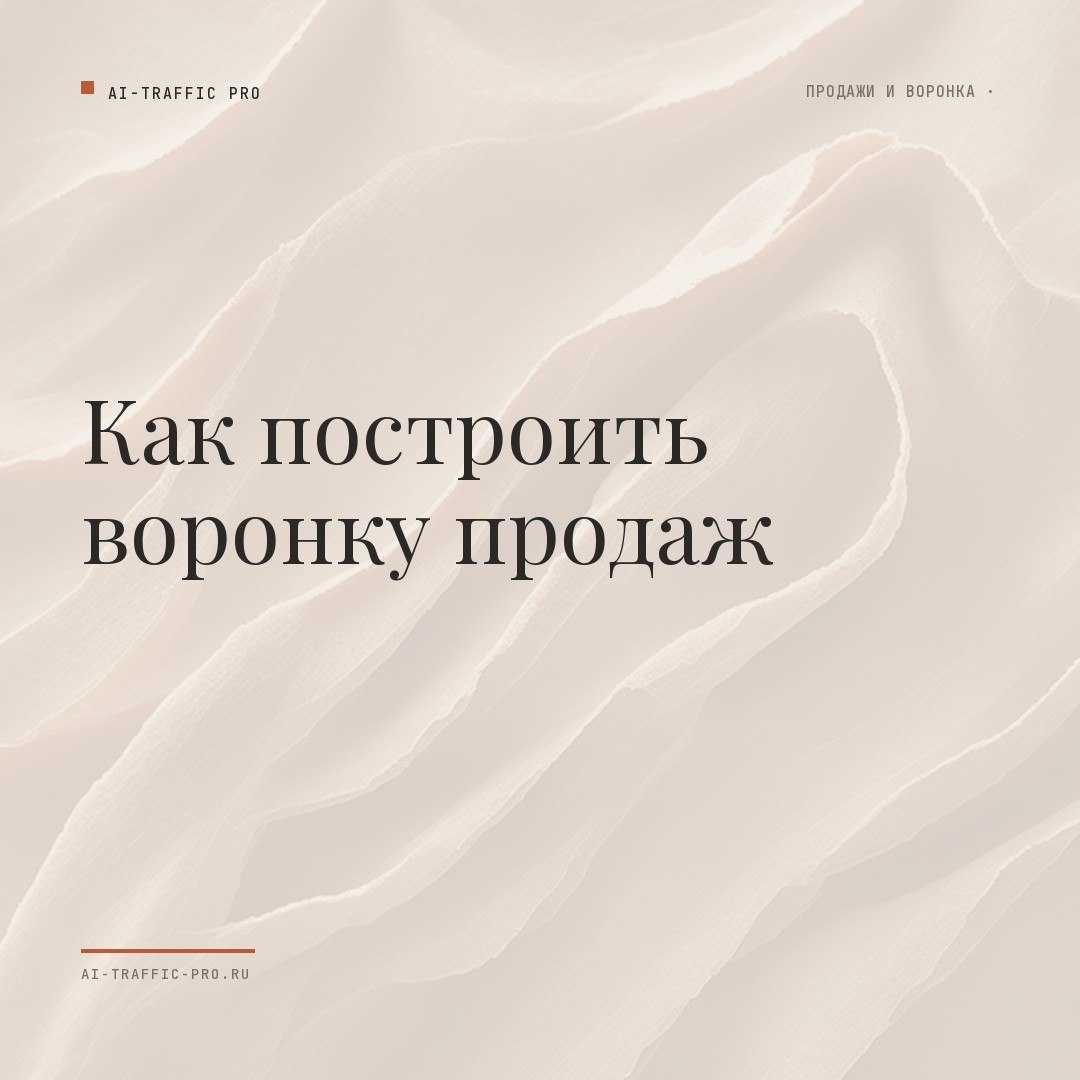 AI-TRAFFIC PRO
ПРОДАЖИ И ВОРОНКА ·
Как построить
воронку продаж
AI-TRAFFIC-PRO.RU